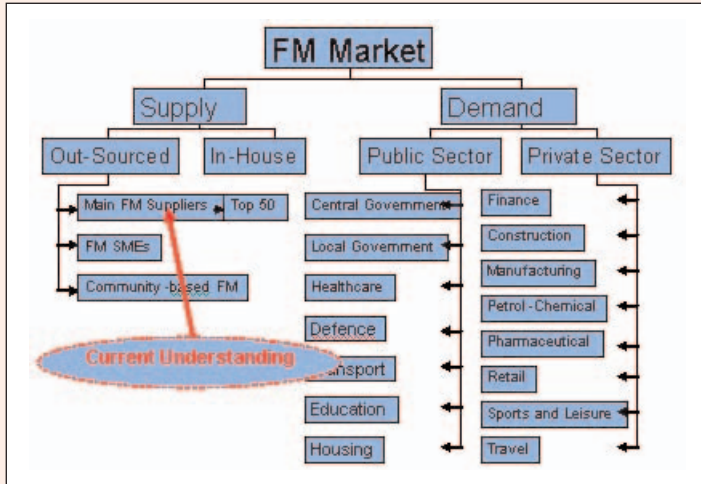 FM Market
Supply
Demand
Out-Sourced
In-House
Public Sector
Private Sector
Main FM Suppliers
Top 50
FM SMEs
Community-based FM
Current Understanding
Central Government
Local Government
Healthcare
Defence
Transport
Education
Housing
Finance
Construction
Manufacturing
Petrol-Chemical
Pharmaceutical
Retail
Sports and Leisure
Travel